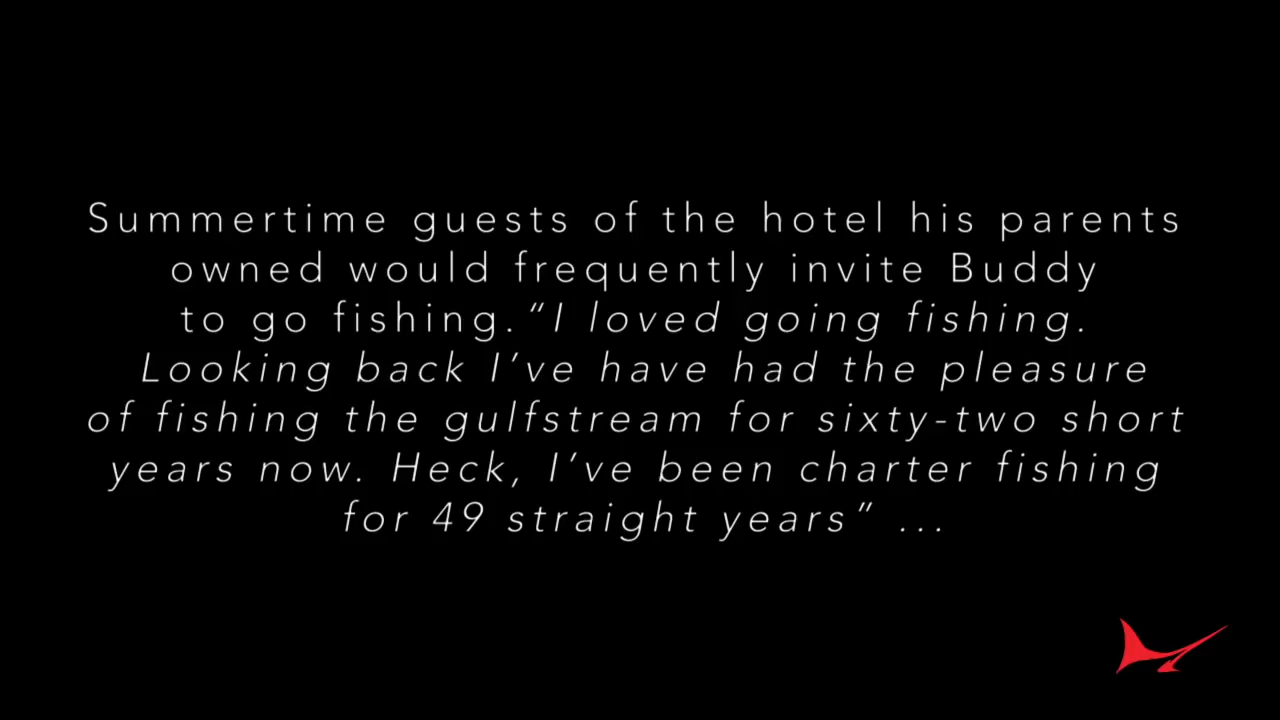 Summertime guests of the hotel his parents
owned would frequently invite Buddy
to go fishing. “I loved going fishing.
Looking back I’ve have had the pleasure
of fishing the gulfstream for sixty-two short
years now. Heck, I’ve been charter fishing
for 49 straight years” ...